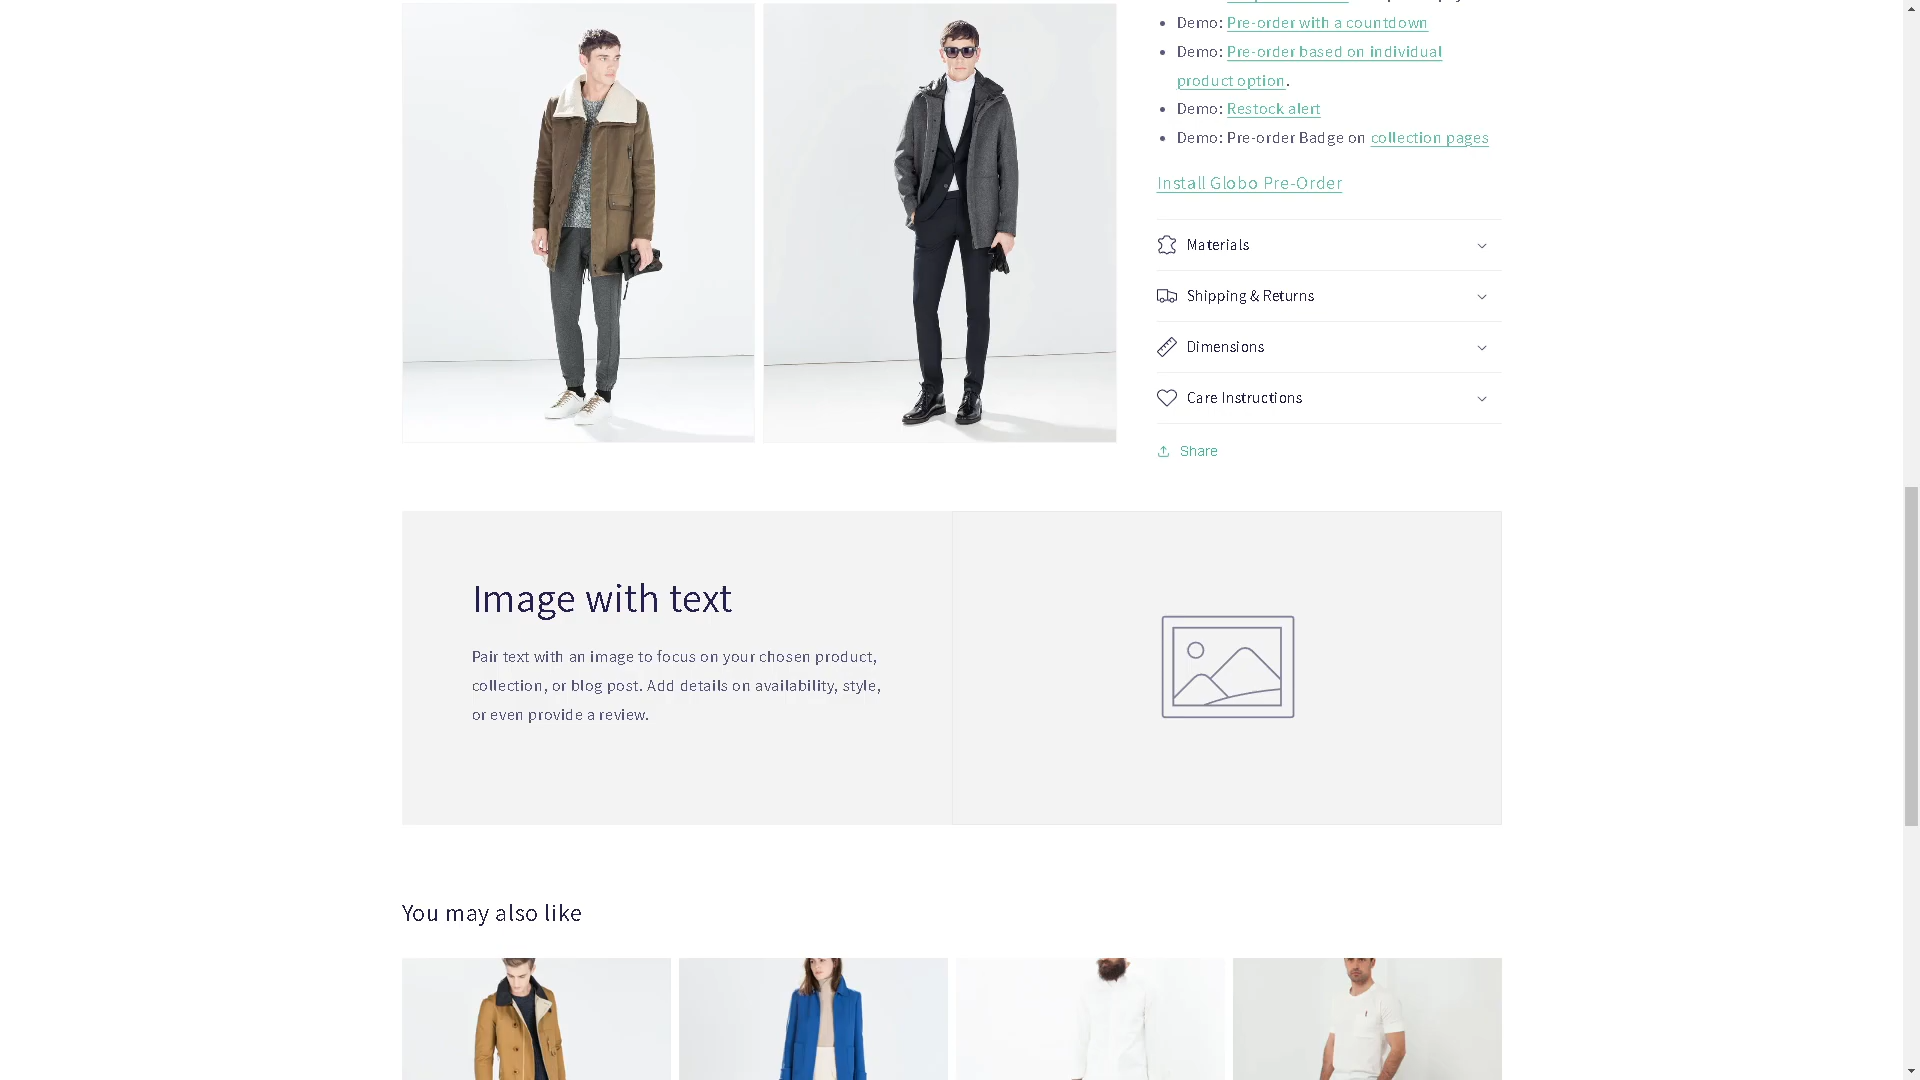 Demo: Pre-order with a countdown
Demo: Pre-order based on individual
product option.
Demo: Restock alert
Demo: Pre-order Badge on collection pages
Install Globo Pre-Order
Materials
Shipping & Returns
Dimensions
Care Instructions
Share
Image with text
Pair text with an image to focus on your chosen product,
collection, or blog post. Add details on availability, style,
or even provide a review.
You may also like